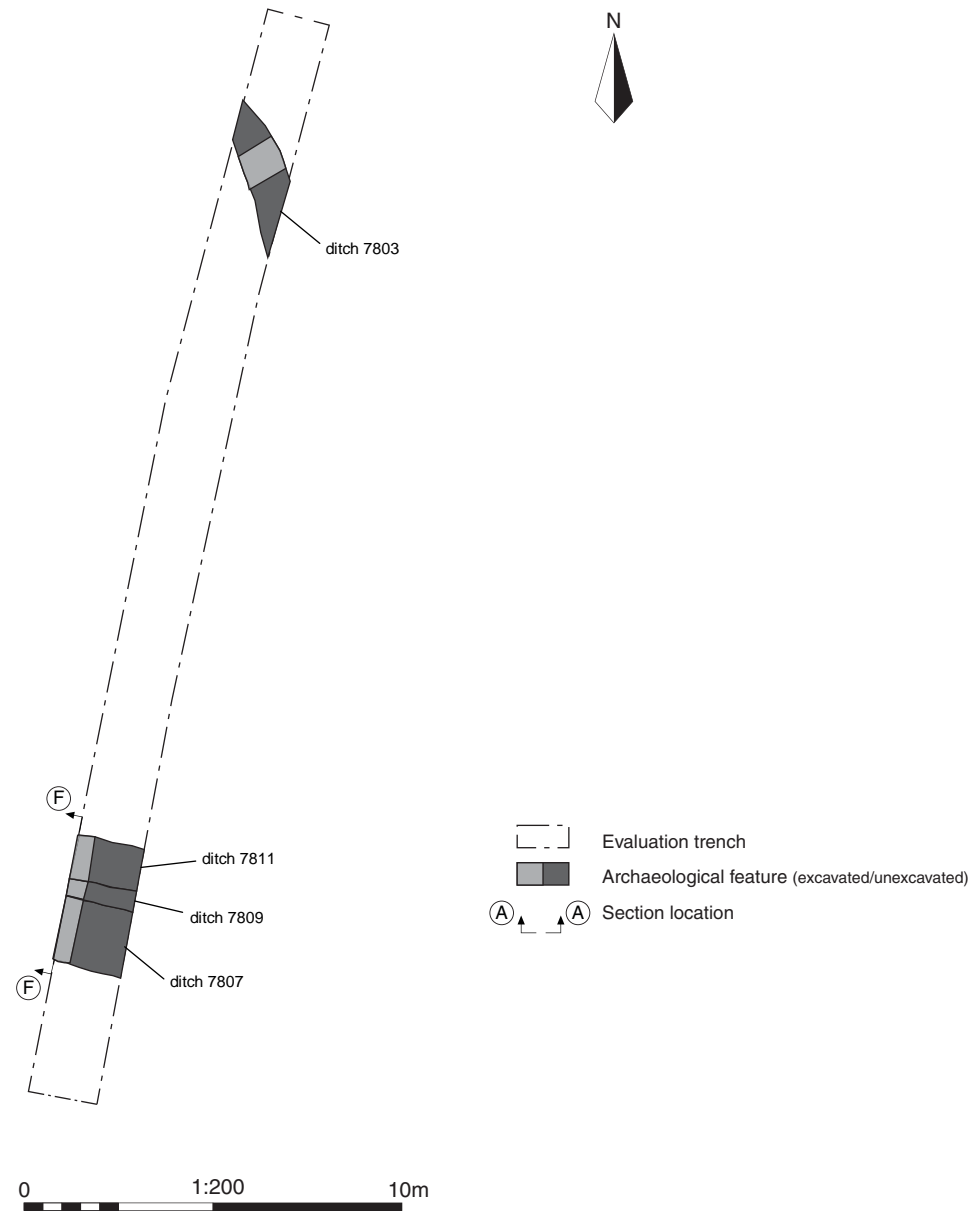 N
ditch 7803
F
ditch 7811
ditch 7809
F
ditch 7807
Evaluation trench
Archaeological feature (excavated/unexcavated)
A A Section location
0 1:200 10m